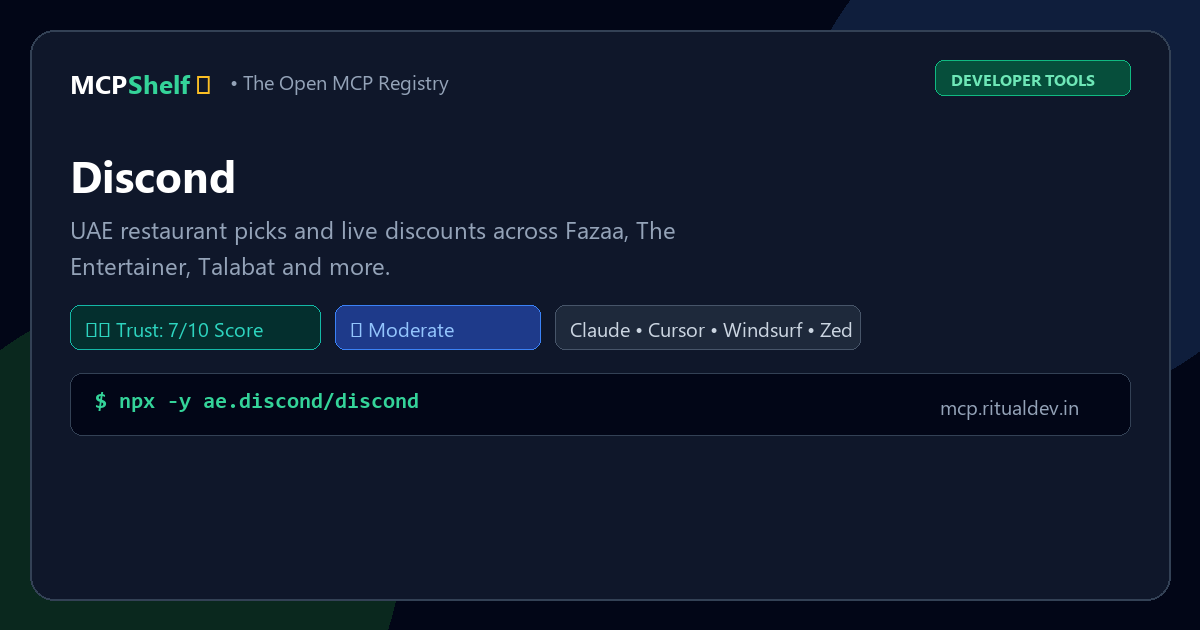 MCPShelf • The Open MCP Registry
DEVELOPER TOOLS
Discond
UAE restaurant picks and live discounts across Fazaa, The
Entertainer, Talabat and more.
Trust: 7/10 Score
Moderate
Claude • Cursor • Windsurf • Zed
$ npx -y ae.discond/discond
mcp.ritualdev.in